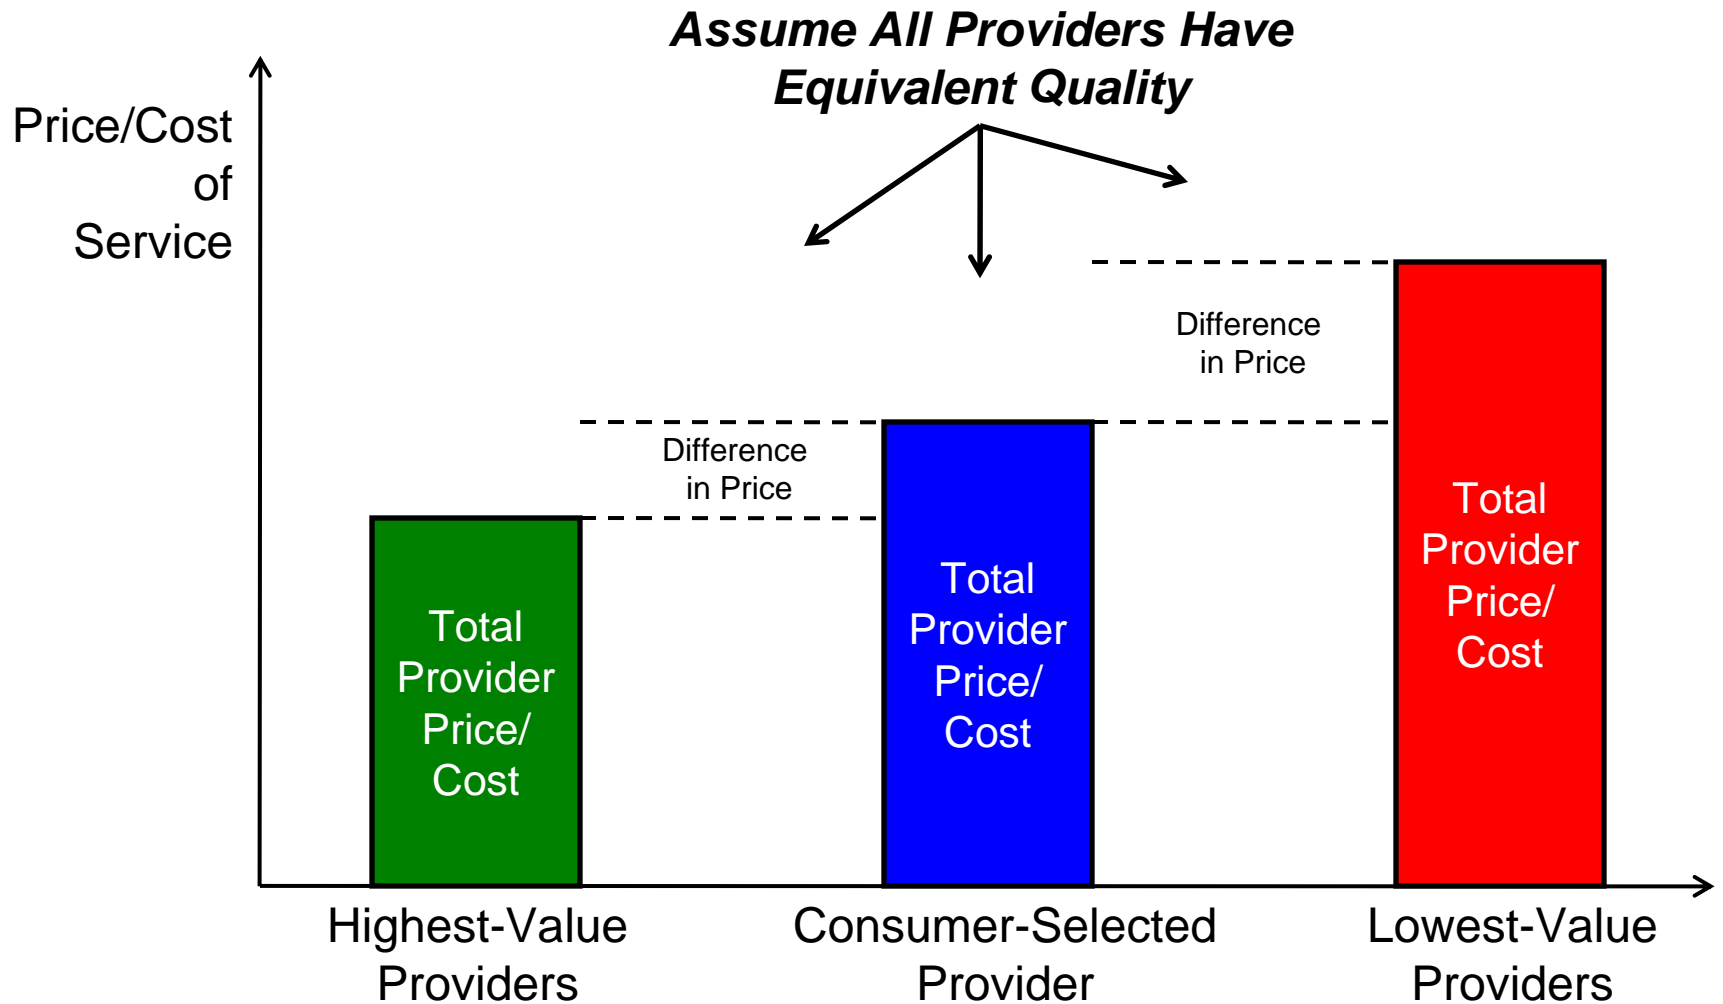 Assume All Providers Have
Equivalent Quality
Price/Cost
of
Service
Difference
in Price
Difference
in Price
Total
Provider
Price/
Cost
Total
Provider
Price/
Cost
Total
Provider
Price/
Cost
Highest-Value
Providers
Consumer-Selected
Provider
Lowest-Value
Providers